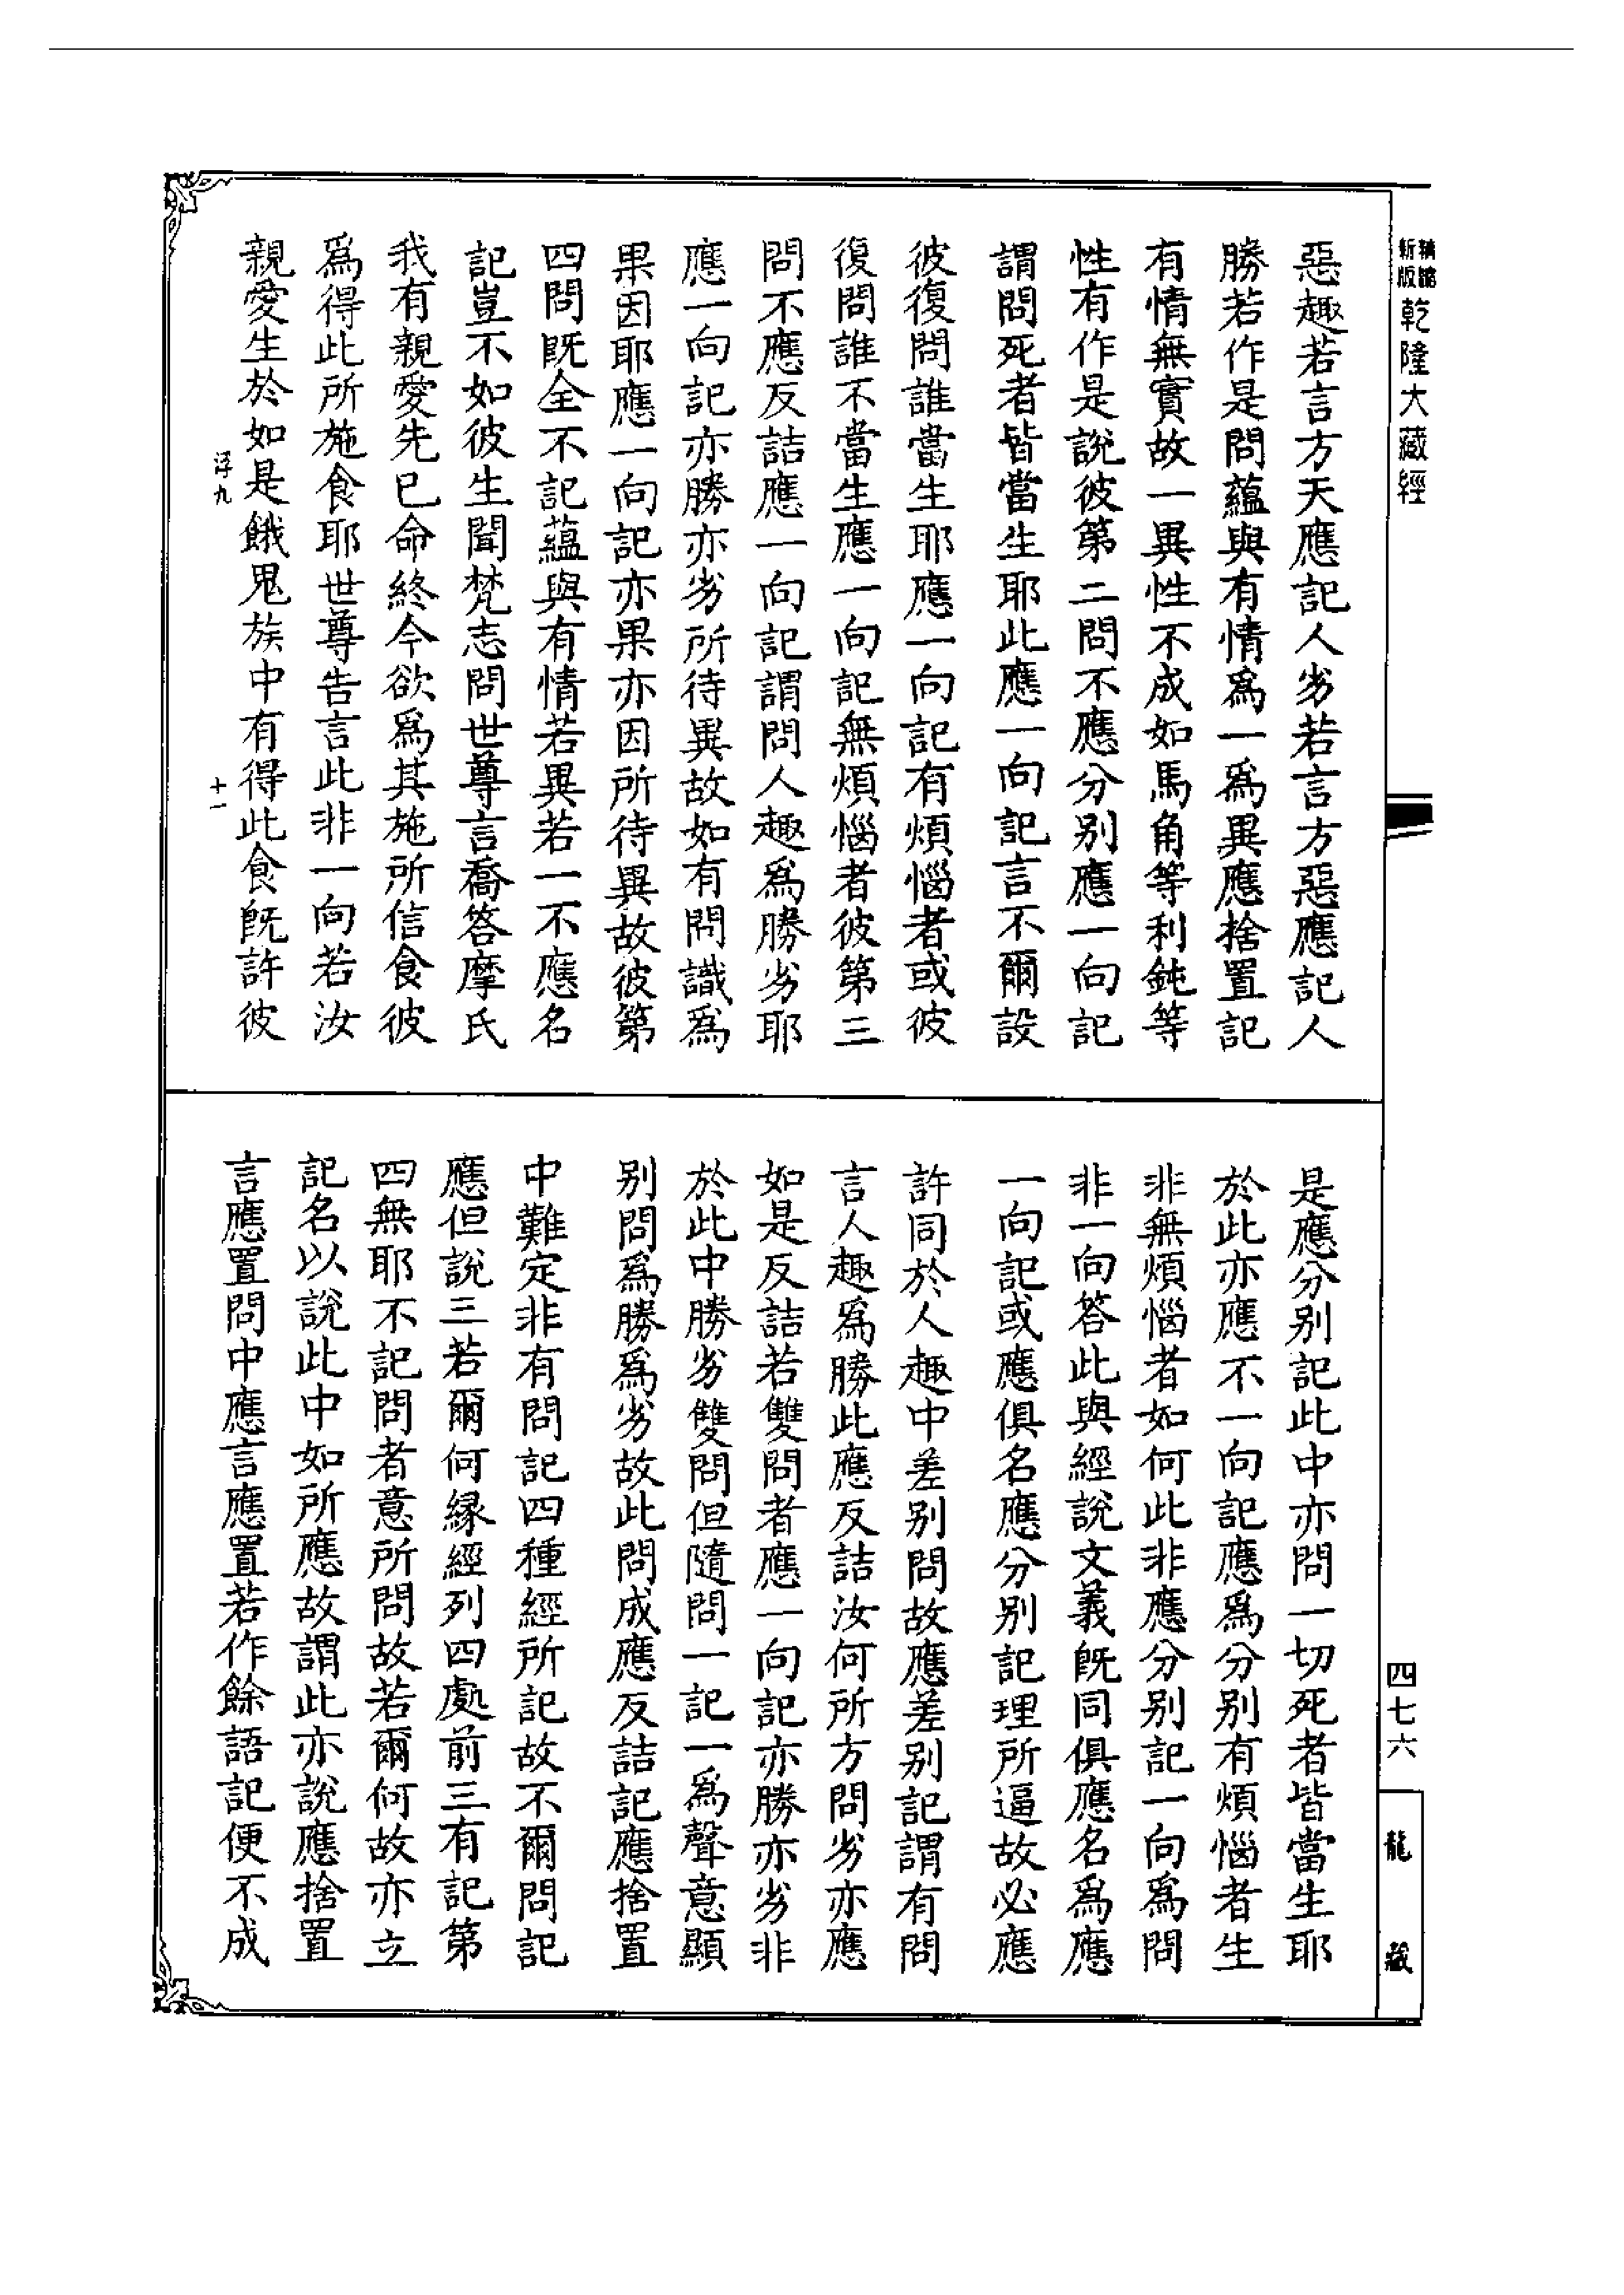 精縮新版乾隆大藏經
惡趣若言方天應記人劣若言方惡應記人
勝若作是問蘊與有情為一為異應捨置記
有情無實故一異性不成如馬角等利鈍等
性有作是說彼第二問不應分別應一向記
謂問死者皆當生耶此應一向記言不爾設
彼復問誰當生耶應一向記有煩惱者或彼
復問誰不當生應一向記無煩惱者彼第三
問不應反詰應一向記謂問人趣為勝劣耶
應一向記亦勝亦劣所待異故如有問識為
果因耶應一向記亦果亦因所待異故彼第
四問既全不記蘊與有情若異若一不應名
記豈不如彼生聞梵志問世尊言喬答摩氏
我有親愛先已命終今欲為其施所信食彼
為得此所施食耶世尊告言此非一向若汝
親愛生於如是餓鬼族中有得此食既許彼
浮九 十一
是應分別記此中亦問一切死者皆當生耶
於此亦應不一向記應為分別有煩惱者生
非無煩惱者如何此非應分別記一向為問
非一向答此與經說文義既同俱應名為應
一向記或應俱名應分別記理所逼故必應
許同於人趣中差別問故應差別記謂有問
言人趣為勝此應反詰汝何所方問劣亦應
如是反詰若雙問者應一向記亦勝亦劣非
於此中勝劣雙問但隨問一記一為聲意顯
別問為勝為劣故此問成應反詰記應捨置
中難定非有問記四種經所記故不爾問記
應但說三若爾何緣經列四處前三有記第
四無耶不記問者意所問故若爾何故亦立
記名以說此中如所應故謂此亦說應捨置
言應置問中應言應置若作餘語記便不成
四七六
龍藏